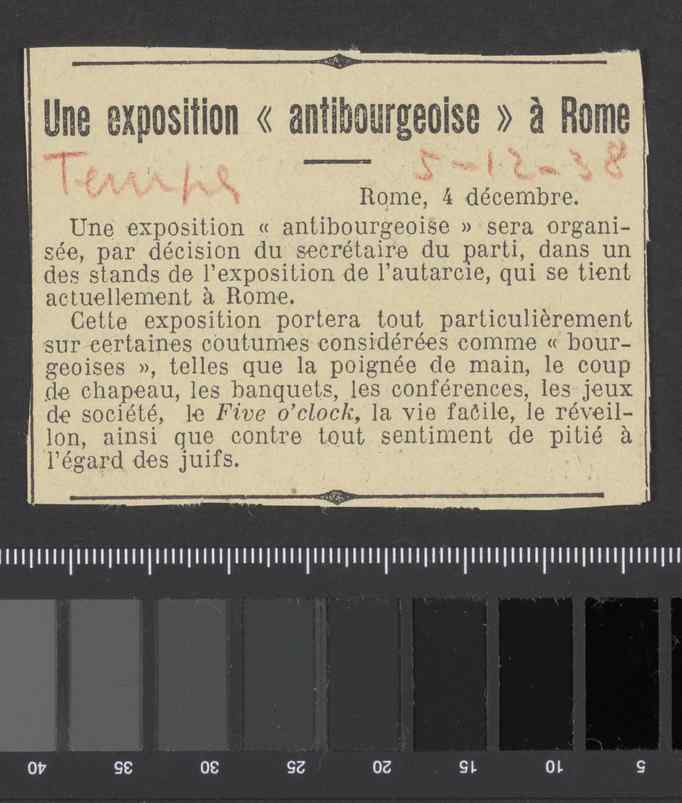 Une exposition « antibourgeoise » à Rome
Temps 5-12-38
Rome, 4 décembre.
Une exposition « antibourgeoise » sera organi-
sée, par décision du secrétaire du parti, dans un
des stands de l'exposition de l'autarcie, qui se tient
actuellement à Rome.
Cette exposition portera tout particulièrement
sur certaines coutumes considérées comme « bour-
geoises », telles que la poignée de main, le coup
de chapeau, les banquets, les conférences, les jeux
de société, le Five o'clock, la vie facile, le réveil-
lon, ainsi que contre tout sentiment de pitié à
l'égard des juifs.
40 35 30 25 20 15 10 5